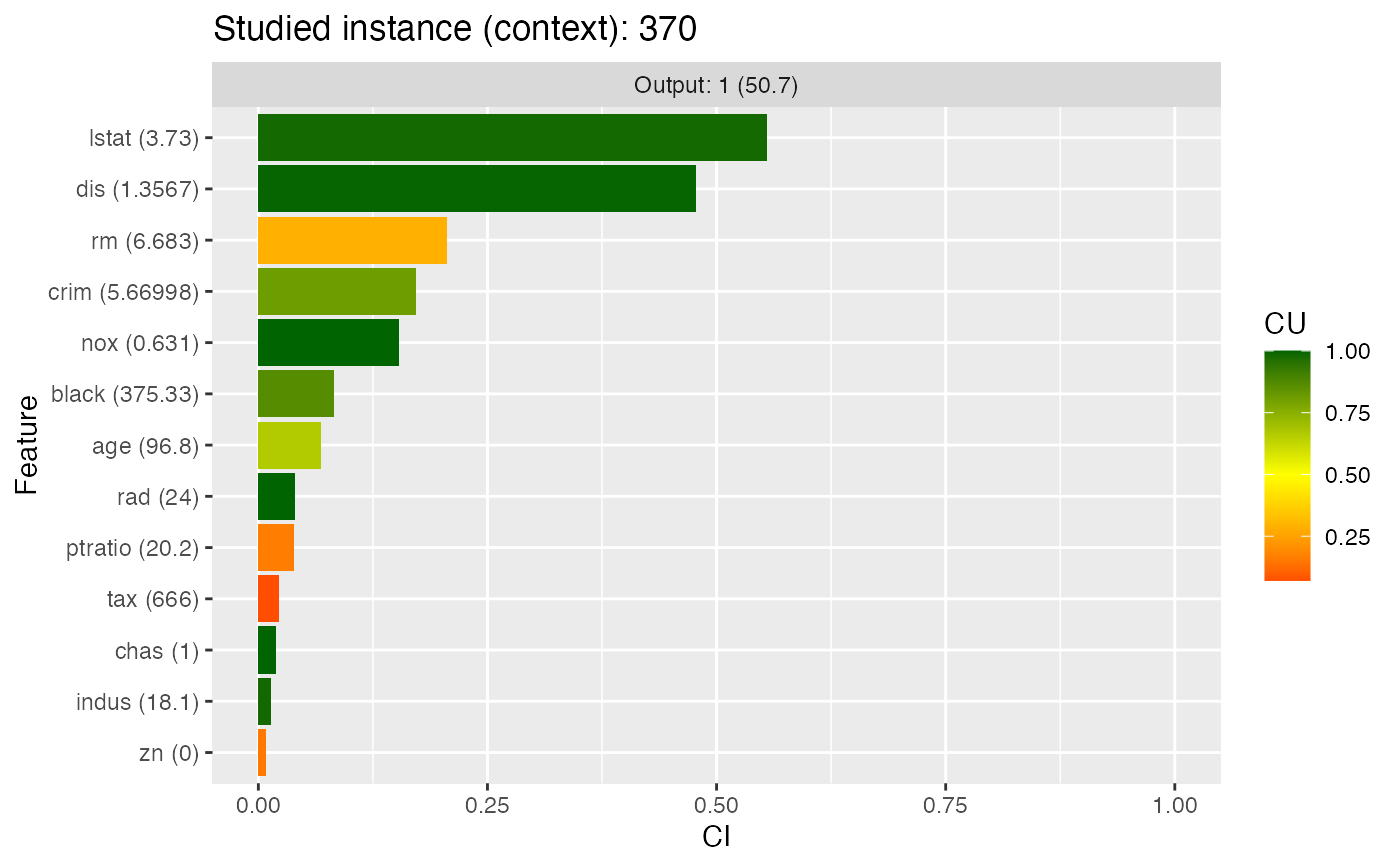 Studied instance (context): 370
Output: 1 (50.7)
Feature
lstat (3.73)
dis (1.3567)
rm (6.683)
crim (5.66998)
nox (0.631)
black (375.33)
age (96.8)
rad (24)
ptratio (20.2)
tax (666)
chas (1)
indus (18.1)
zn (0)
0.00 0.25 0.50 0.75 1.00
CI
CU
1.00
0.75
0.50
0.25